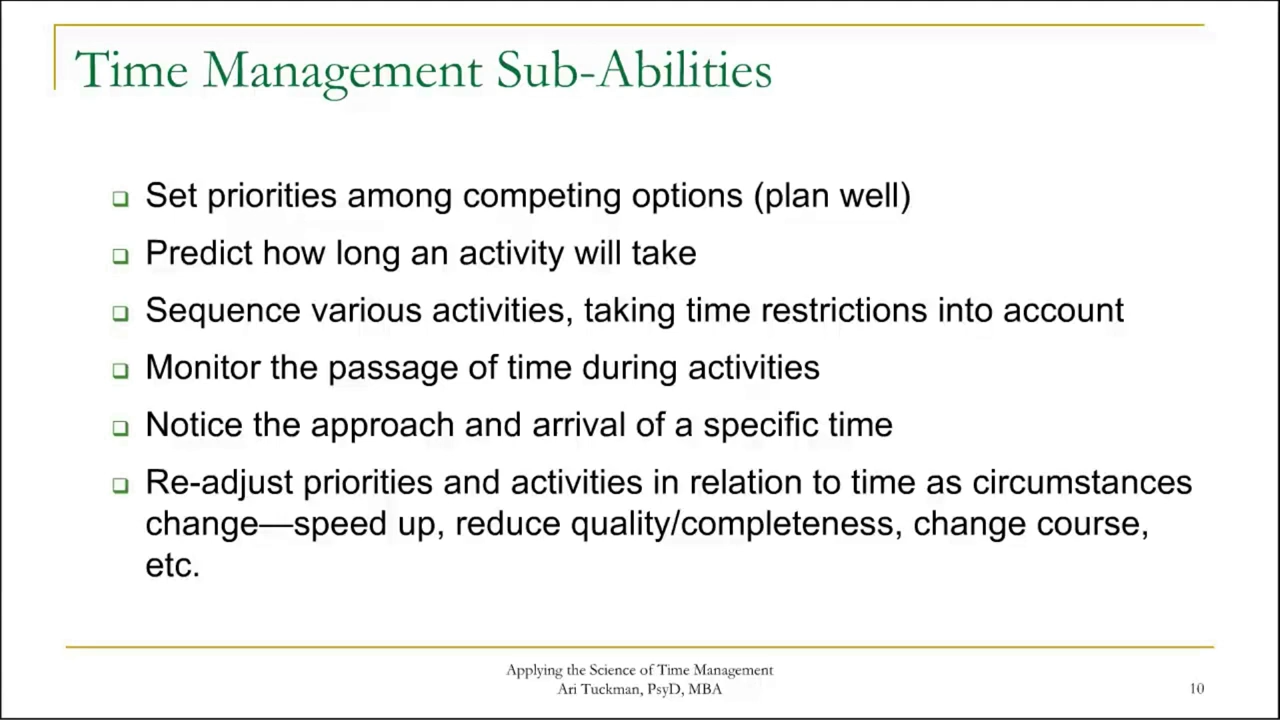 Time Management Sub-Abilities
Set priorities among competing options (plan well)
Predict how long an activity will take
Sequence various activities, taking time restrictions into account
Monitor the passage of time during activities
Notice the approach and arrival of a specific time
Re-adjust priorities and activities in relation to time as circumstances
change—speed up, reduce quality/completeness, change course,
etc.
Applying the Science of Time Management
Ari Tuckman, PsyD, MBA
10